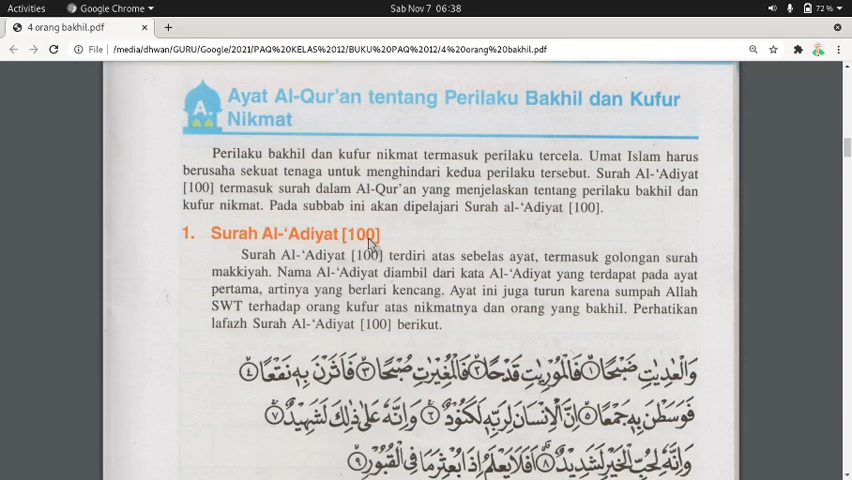 Activities
Google Chrome
Sab Nov 7 06:38
72 %
4 orang bakhil.pdf
File
/media/dhwan/GURU/Google/2021/PAQ%20KELAS%2012/BUKU%20PAQ%2012/4%20orang%20bakhil.pdf
A.
Ayat Al-Qur'an tentang Perilaku Bakhil dan Kufur
Nikmat
Perilaku bakhil dan kufur nikmat termasuk perilaku tercela. Umat Islam harus
berusaha sekuat tenaga untuk menghindari kedua perilaku tersebut. Surah Al-‘Adiyat
[100] termasuk surah dalam Al-Qur'an yang menjelaskan tentang perilaku bakhil dan
kufur nikmat. Pada subbab ini akan dipelajari Surah al-‘Adiyat [100].
1. Surah Al-‘Adiyat [100]
Surah Al-‘Adiyat [100] terdiri atas sebelas ayat, termasuk golongan surah
makkiyah. Nama Al-‘Adiyat diambil dari kata Al-‘Adiyat yang terdapat pada ayat
pertama, artinya yang berlari kencang. Ayat ini juga turun karena sumpah Allah
SWT terhadap orang kufur atas nikmatnya dan orang yang bakhil. Perhatikan
lafazh Surah Al-‘Adiyat [100] berikut.
وَالْعٰدِيٰتِ ضَبْحًا ١ فَالْمُوْرِيٰتِ قَدْحًا ٢ فَالْمُغِيْرٰتِ صُبْحًا ٣ فَاَثَرْنَ بِهٖ نَقْعًا ٤
فَوَسَطْنَ بِهٖ جَمْعًا ٥ اِنَّ الْاِنْسَانَ لِرَبِّهٖ لَكَنُوْدٌ ٦ وَاِنَّهٗ عَلٰى ذٰلِكَ لَشَهِيْدٌ ٧
وَاِنَّهٗ لِحُبِّ الْخَيْرِ لَشَدِيْدٌ ٨ اَفَلَا يَعْلَمُ اِذَا بُعْثِرَ مَا فِى الْقُبُوْرِ ٩